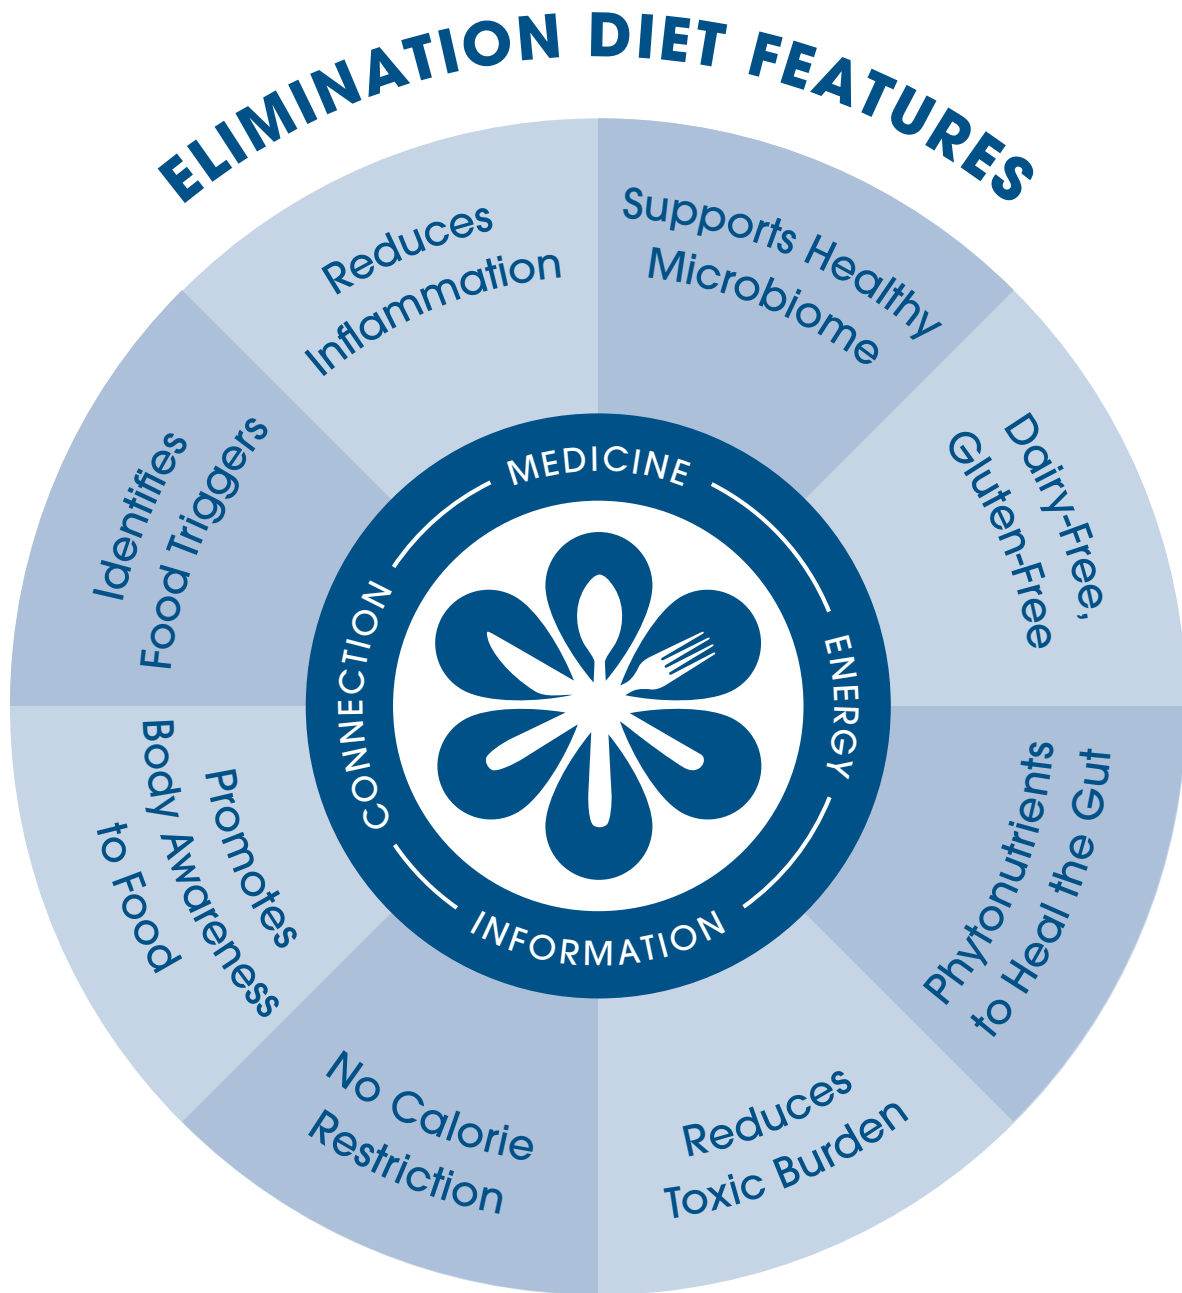 ELIMINATION DIET FEATURES
Supports Healthy
Microbiome
Dairy-Free,
Gluten-Free
Phytonutrients
to Heal the Gut
Reduces
Toxic Burden
No Calorie
Restriction
Promotes
Body Awareness
to Food
Identifies
Food Triggers
Reduces
Inflammation
MEDICINE
ENERGY
INFORMATION
CONNECTION